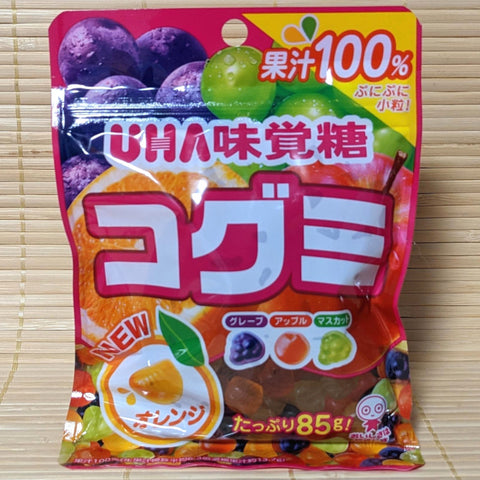 果汁100%
ぷにぷに
小粒!
UHA味覚糖
コグミ
NEW
オレンジ
グレープ
アップル
マスカット
たっぷり85g!